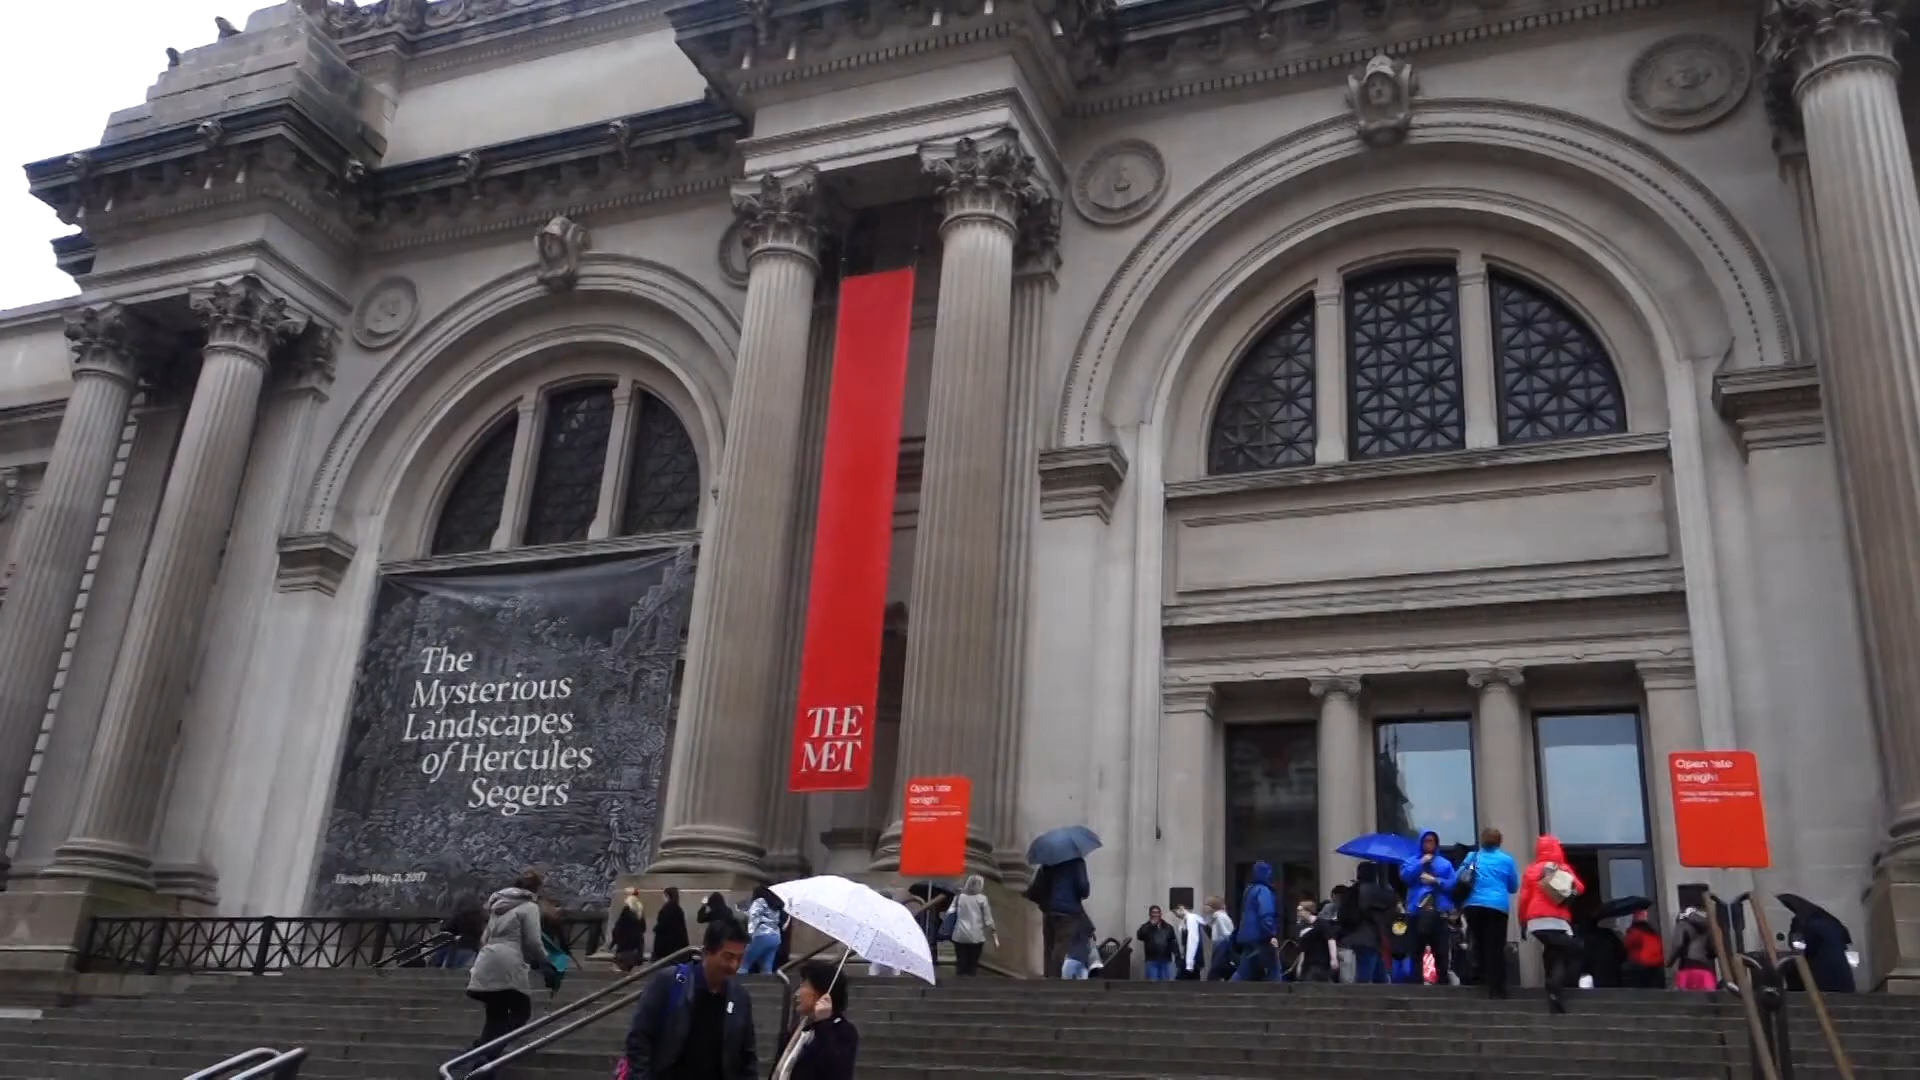 The
Mysterious
Landscapes
of Hercules
Segers
Through May 21, 2017
THE
MET
Open late
tonight
Open late
tonight